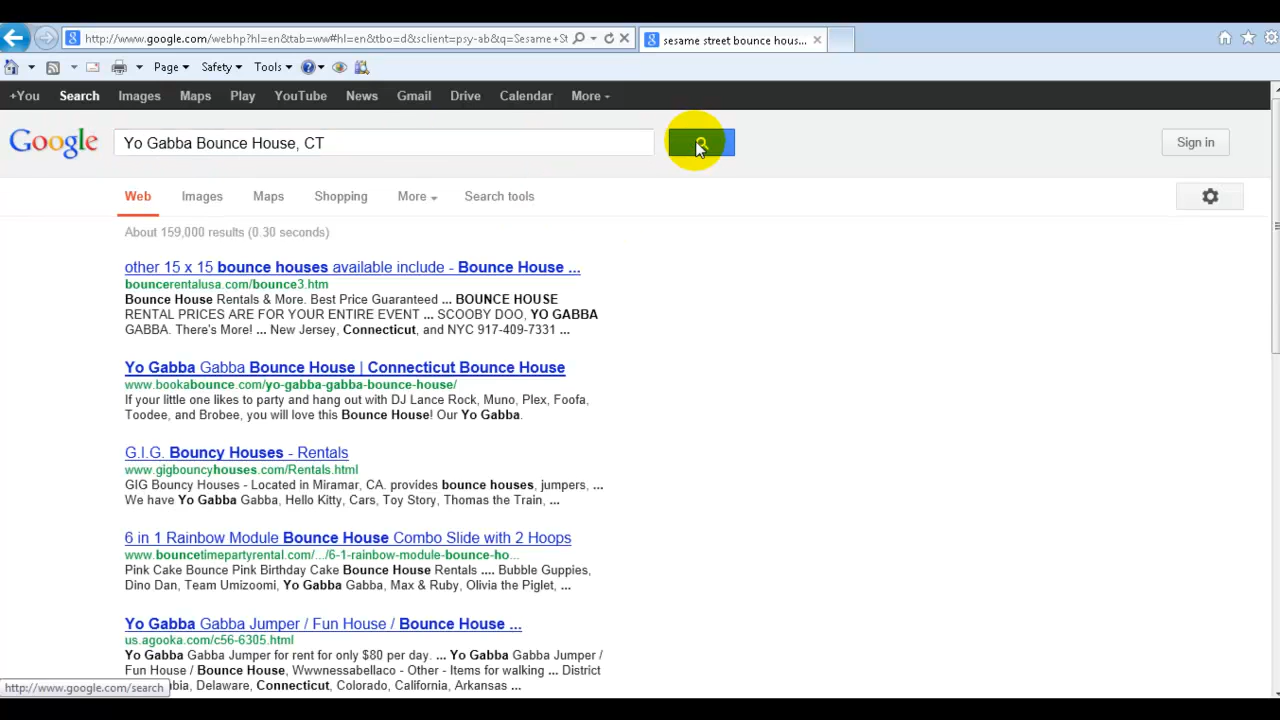 http://www.google.com/webhp?hl=en&tab=ww#hl=en&tbo=d&sclient=psy-ab&q=Sesame+St
sesame street bounce hous...
Page
Safety
Tools
+You Search Images Maps Play YouTube News Gmail Drive Calendar More
Google
Yo Gabba Bounce House, CT
Sign in
Web Images Maps Shopping More Search tools
About 159,000 results (0.30 seconds)
other 15 x 15 bounce houses available include - Bounce House ...
bouncerentalusa.com/bounce3.htm
Bounce House Rentals & More. Best Price Guaranteed ... BOUNCE HOUSE
RENTAL PRICES ARE FOR YOUR ENTIRE EVENT ... SCOOBY DOO, YO GABBA
GABBA. There's More! ... New Jersey, Connecticut, and NYC 917-409-7331 ...
Yo Gabba Gabba Bounce House | Connecticut Bounce House
www.bookabounce.com/yo-gabba-gabba-bounce-house/
If your little one likes to party and hang out with DJ Lance Rock, Muno, Plex, Foofa,
Toodee, and Brobee, you will love this Bounce House! Our Yo Gabba.
G.I.G. Bouncy Houses - Rentals
www.gigbouncyhouses.com/Rentals.html
GIG Bouncy Houses - Located in Miramar, CA. provides bounce houses, jumpers, ...
We have Yo Gabba Gabba, Hello Kitty, Cars, Toy Story, Thomas the Train, ...
6 in 1 Rainbow Module Bounce House Combo Slide with 2 Hoops
www.bouncetimepartyrental.com/.../6-1-rainbow-module-bounce-ho...
Pink Cake Bounce Pink Birthday Cake Bounce House Rentals .... Bubble Guppies,
Dino Dan, Team Umizoomi, Yo Gabba Gabba, Max & Ruby, Olivia the Piglet, ...
Yo Gabba Gabba Jumper / Fun House / Bounce House ...
us.agooka.com/c56-6305.html
Yo Gabba Gabba Jumper for rent for only $80 per day. ... Yo Gabba Gabba Jumper /
Fun House / Bounce House, Wwwnessabellaco - Other - Items for walking ... District
bia, Delaware, Connecticut, Colorado, California, Arkansas ...
http://www.google.com/search